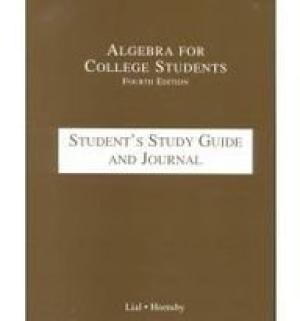 ALGEBRA FOR
COLLEGE STUDENTS
FOURTH EDITION
STUDENT'S STUDY GUIDE
AND JOURNAL
Lial • Hornsby